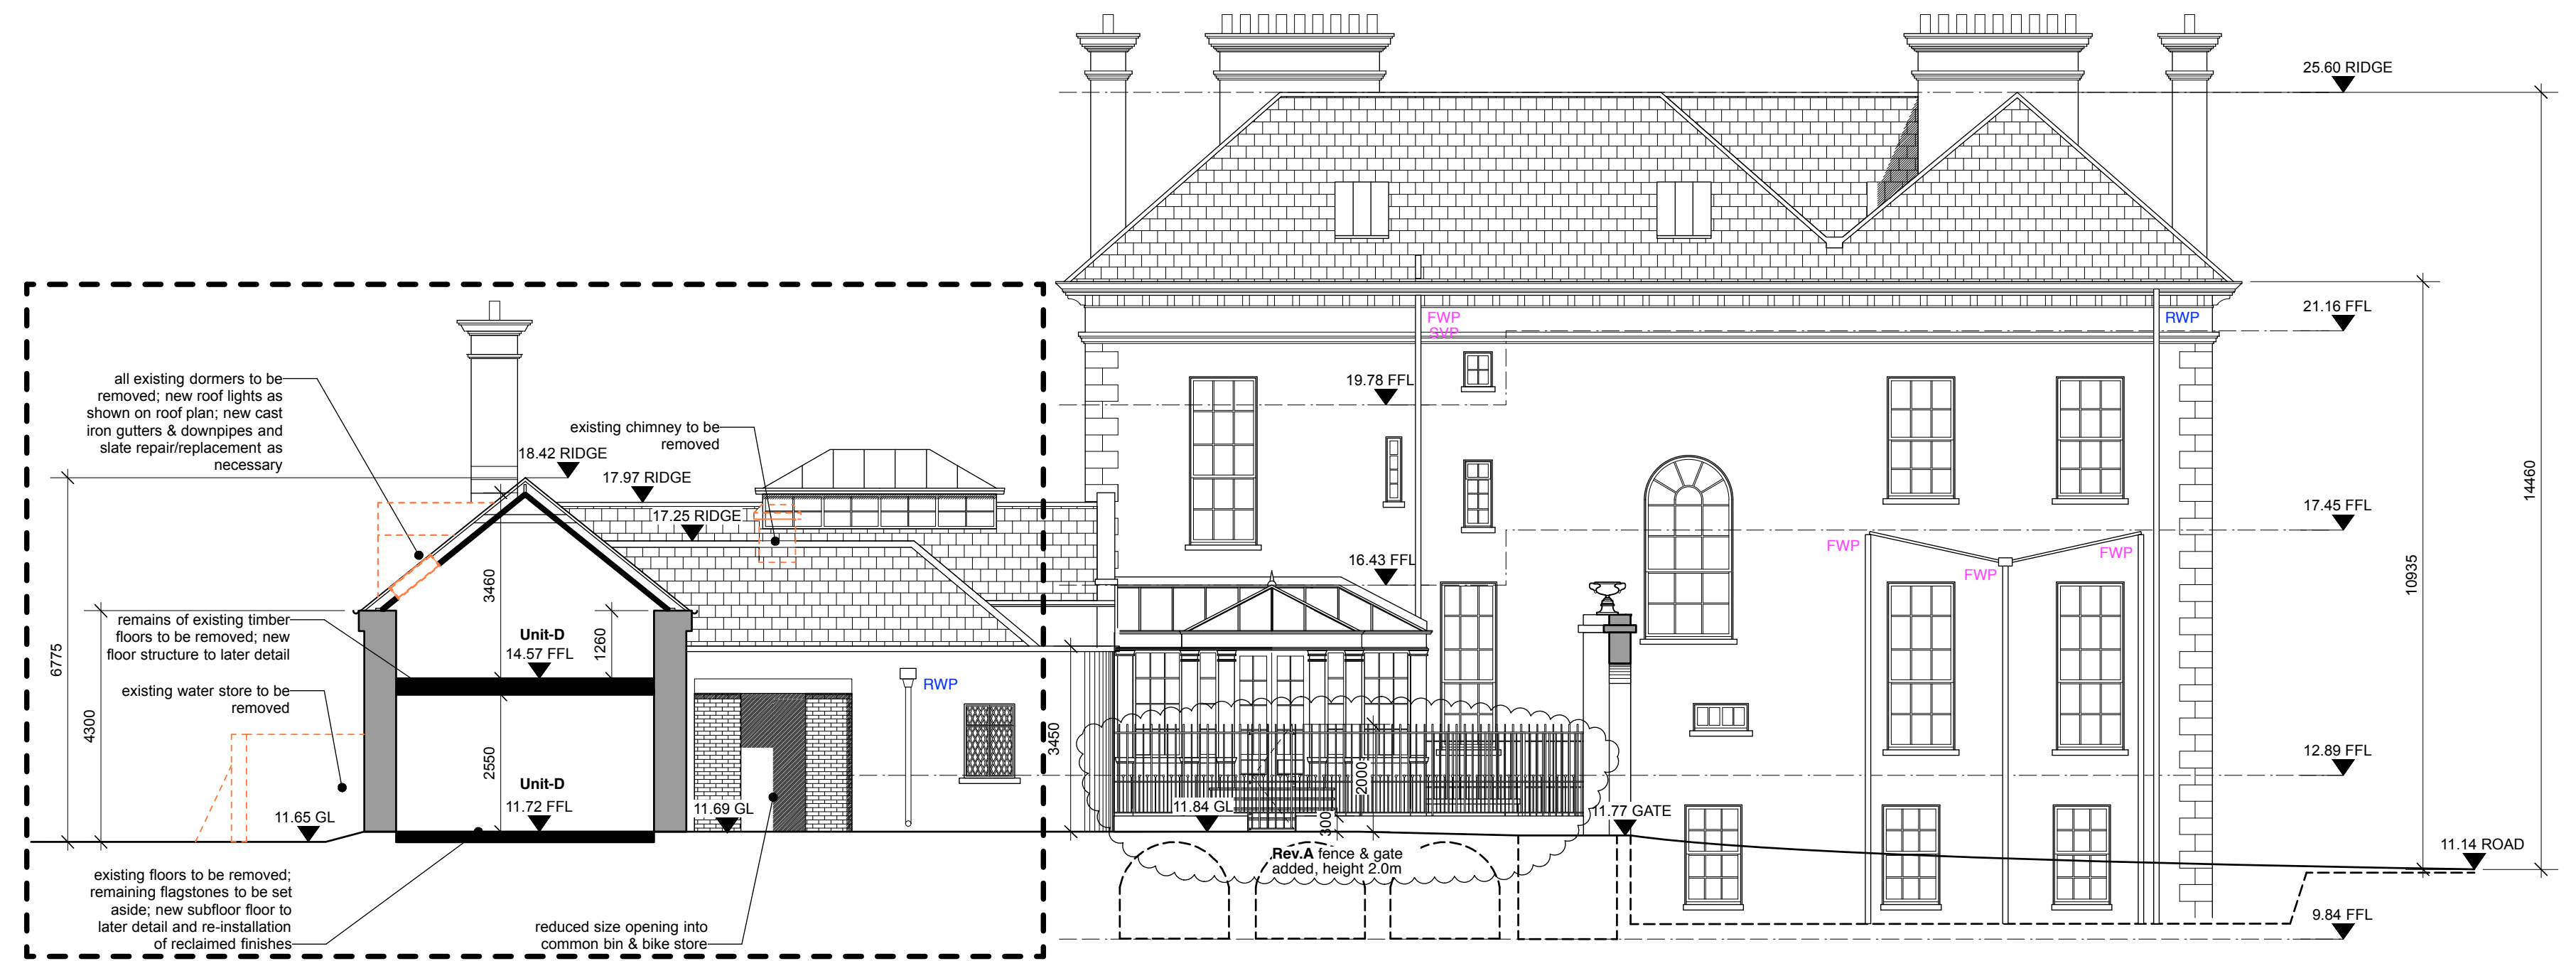 25.60 RIDGE
21.16 FFL
FWP
SVP
RWP
19.78 FFL
all existing dormers to be
removed; new roof lights as
shown on roof plan; new cast
iron gutters & downpipes and
slate repair/replacement as
necessary
existing chimney to be
removed
18.42 RIDGE
17.97 RIDGE
17.25 RIDGE
14460
10935
17.45 FFL
FWP
FWP
FWP
16.43 FFL
3460
remains of existing timber
floors to be removed; new
floor structure to later detail
Unit-D
14.57 FFL
1260
6775
4300
existing water store to be
removed
RWP
3450
2550
2000
12.89 FFL
Unit-D
11.72 FFL
11.65 GL
11.69 GL
11.84 GL
300
11.77 GATE
11.14 ROAD
Rev.A fence & gate
added, height 2.0m
existing floors to be removed;
remaining flagstones to be set
aside; new subfloor floor to
later detail and re-installation
of reclaimed finishes
reduced size opening into
common bin & bike store
9.84 FFL